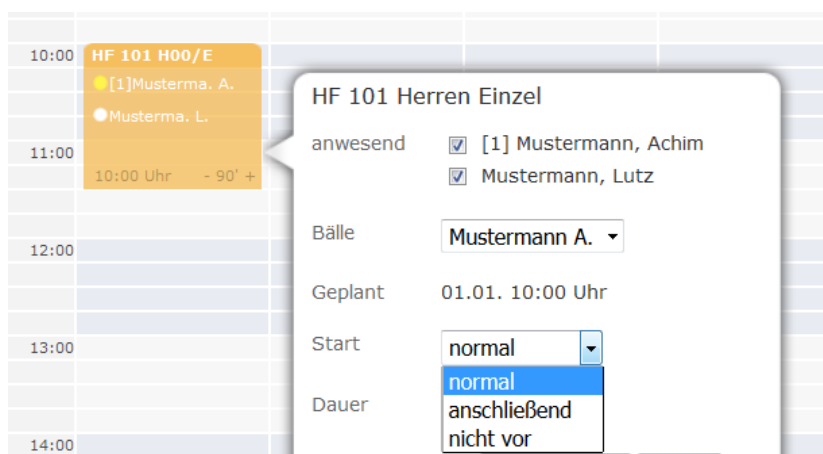 10:00
HF 101 H00/E
[1]Musterma. A.
Musterma. L.
11:00
10:00 Uhr - 90' +
12:00
13:00
14:00
HF 101 Herren Einzel
anwesend [1] Mustermann, Achim
Mustermann, Lutz
Bälle Mustermann A.
Geplant 01.01. 10:00 Uhr
Start normal
normal
Dauer anschließend
nicht vor